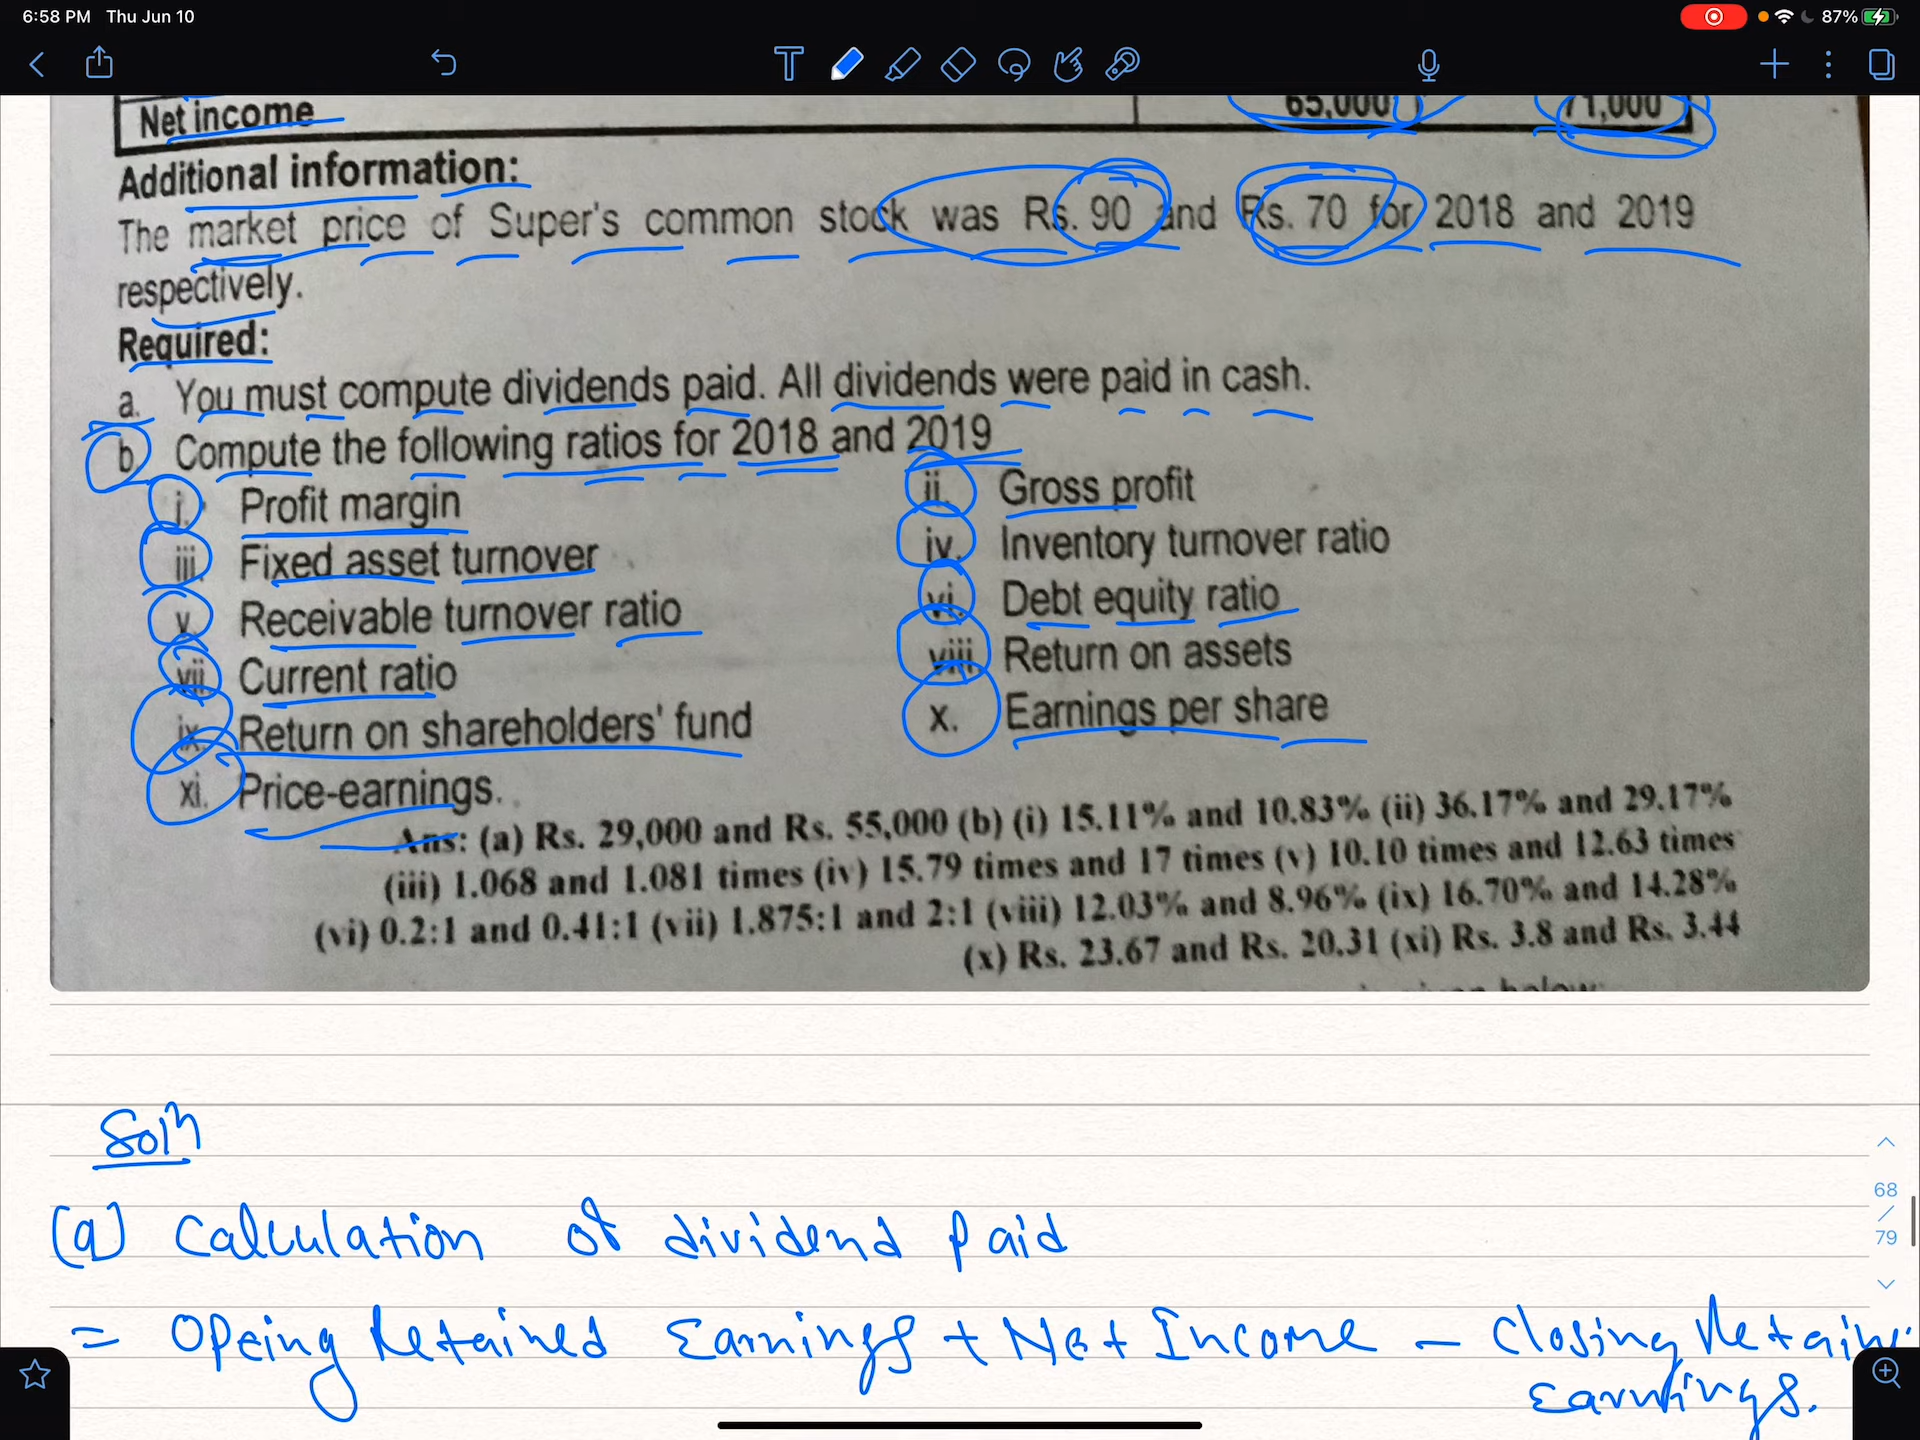 6:58 PM Thu Jun 10
87%
Net income 65,000 71,000
Additional information:
The market price of Super's common stock was Rs. 90 and Rs. 70 for 2018 and 2019
respectively.
Required:
a. You must compute dividends paid. All dividends were paid in cash.
b. Compute the following ratios for 2018 and 2019
i. Profit margin ii. Gross profit
iii. Fixed asset turnover iv. Inventory turnover ratio
v. Receivable turnover ratio vi. Debt equity ratio
vii. Current ratio viii. Return on assets
ix. Return on shareholders' fund x. Earnings per share
xi. Price-earnings.
Ans: (a) Rs. 29,000 and Rs. 55,000 (b) (i) 15.11% and 10.83% (ii) 36.17% and 29.17%
(iii) 1.068 and 1.081 times (iv) 15.79 times and 17 times (v) 10.10 times and 12.63 times
(vi) 0.2:1 and 0.41:1 (vii) 1.875:1 and 2:1 (viii) 12.03% and 8.96% (ix) 16.70% and 14.28%
(x) Rs. 23.67 and Rs. 20.31 (xi) Rs. 3.8 and Rs. 3.44
Soln
(a) Calculation of dividend paid
= Opeing Retained Earnings + Net Income - Closing Retain
Earnings.
68
/
79